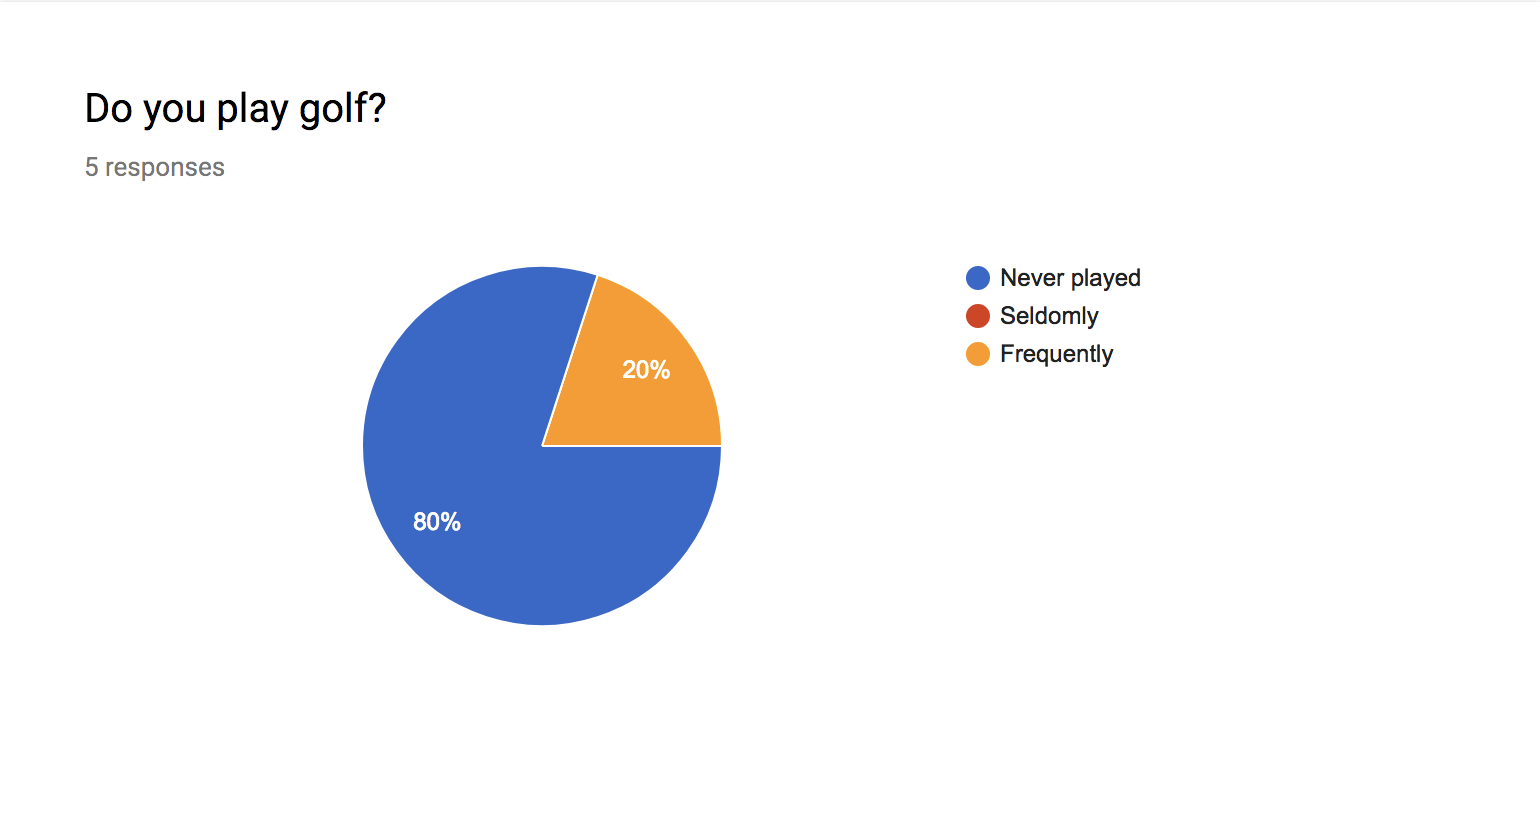 Do you play golf?
5 responses
Never played
Seldomly
Frequently
20%
80%